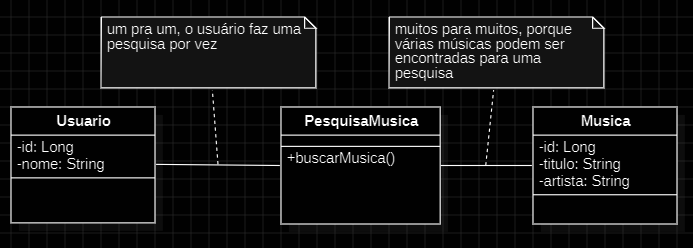 um pra um, o usuário faz uma
pesquisa por vez
muitos para muitos, porque
várias músicas podem ser
encontradas para uma
pesquisa
Usuario
-id: Long
-nome: String
PesquisaMusica
+buscarMusica()
Musica
-id: Long
-titulo: String
-artista: String